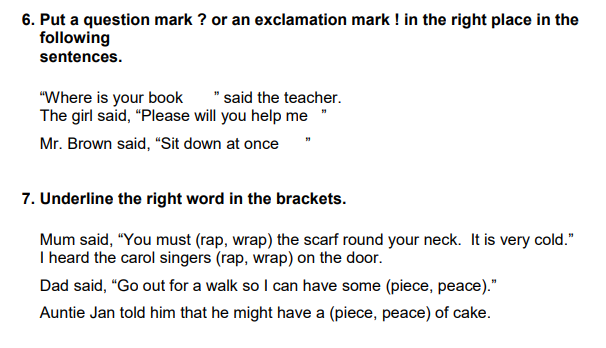 6. Put a question mark ? or an exclamation mark ! in the right place in the
following
sentences.
“Where is your book ” said the teacher.
The girl said, “Please will you help me ”
Mr. Brown said, “Sit down at once ”
7. Underline the right word in the brackets.
Mum said, “You must (rap, wrap) the scarf round your neck. It is very cold.”
I heard the carol singers (rap, wrap) on the door.
Dad said, “Go out for a walk so I can have some (piece, peace).”
Auntie Jan told him that he might have a (piece, peace) of cake.